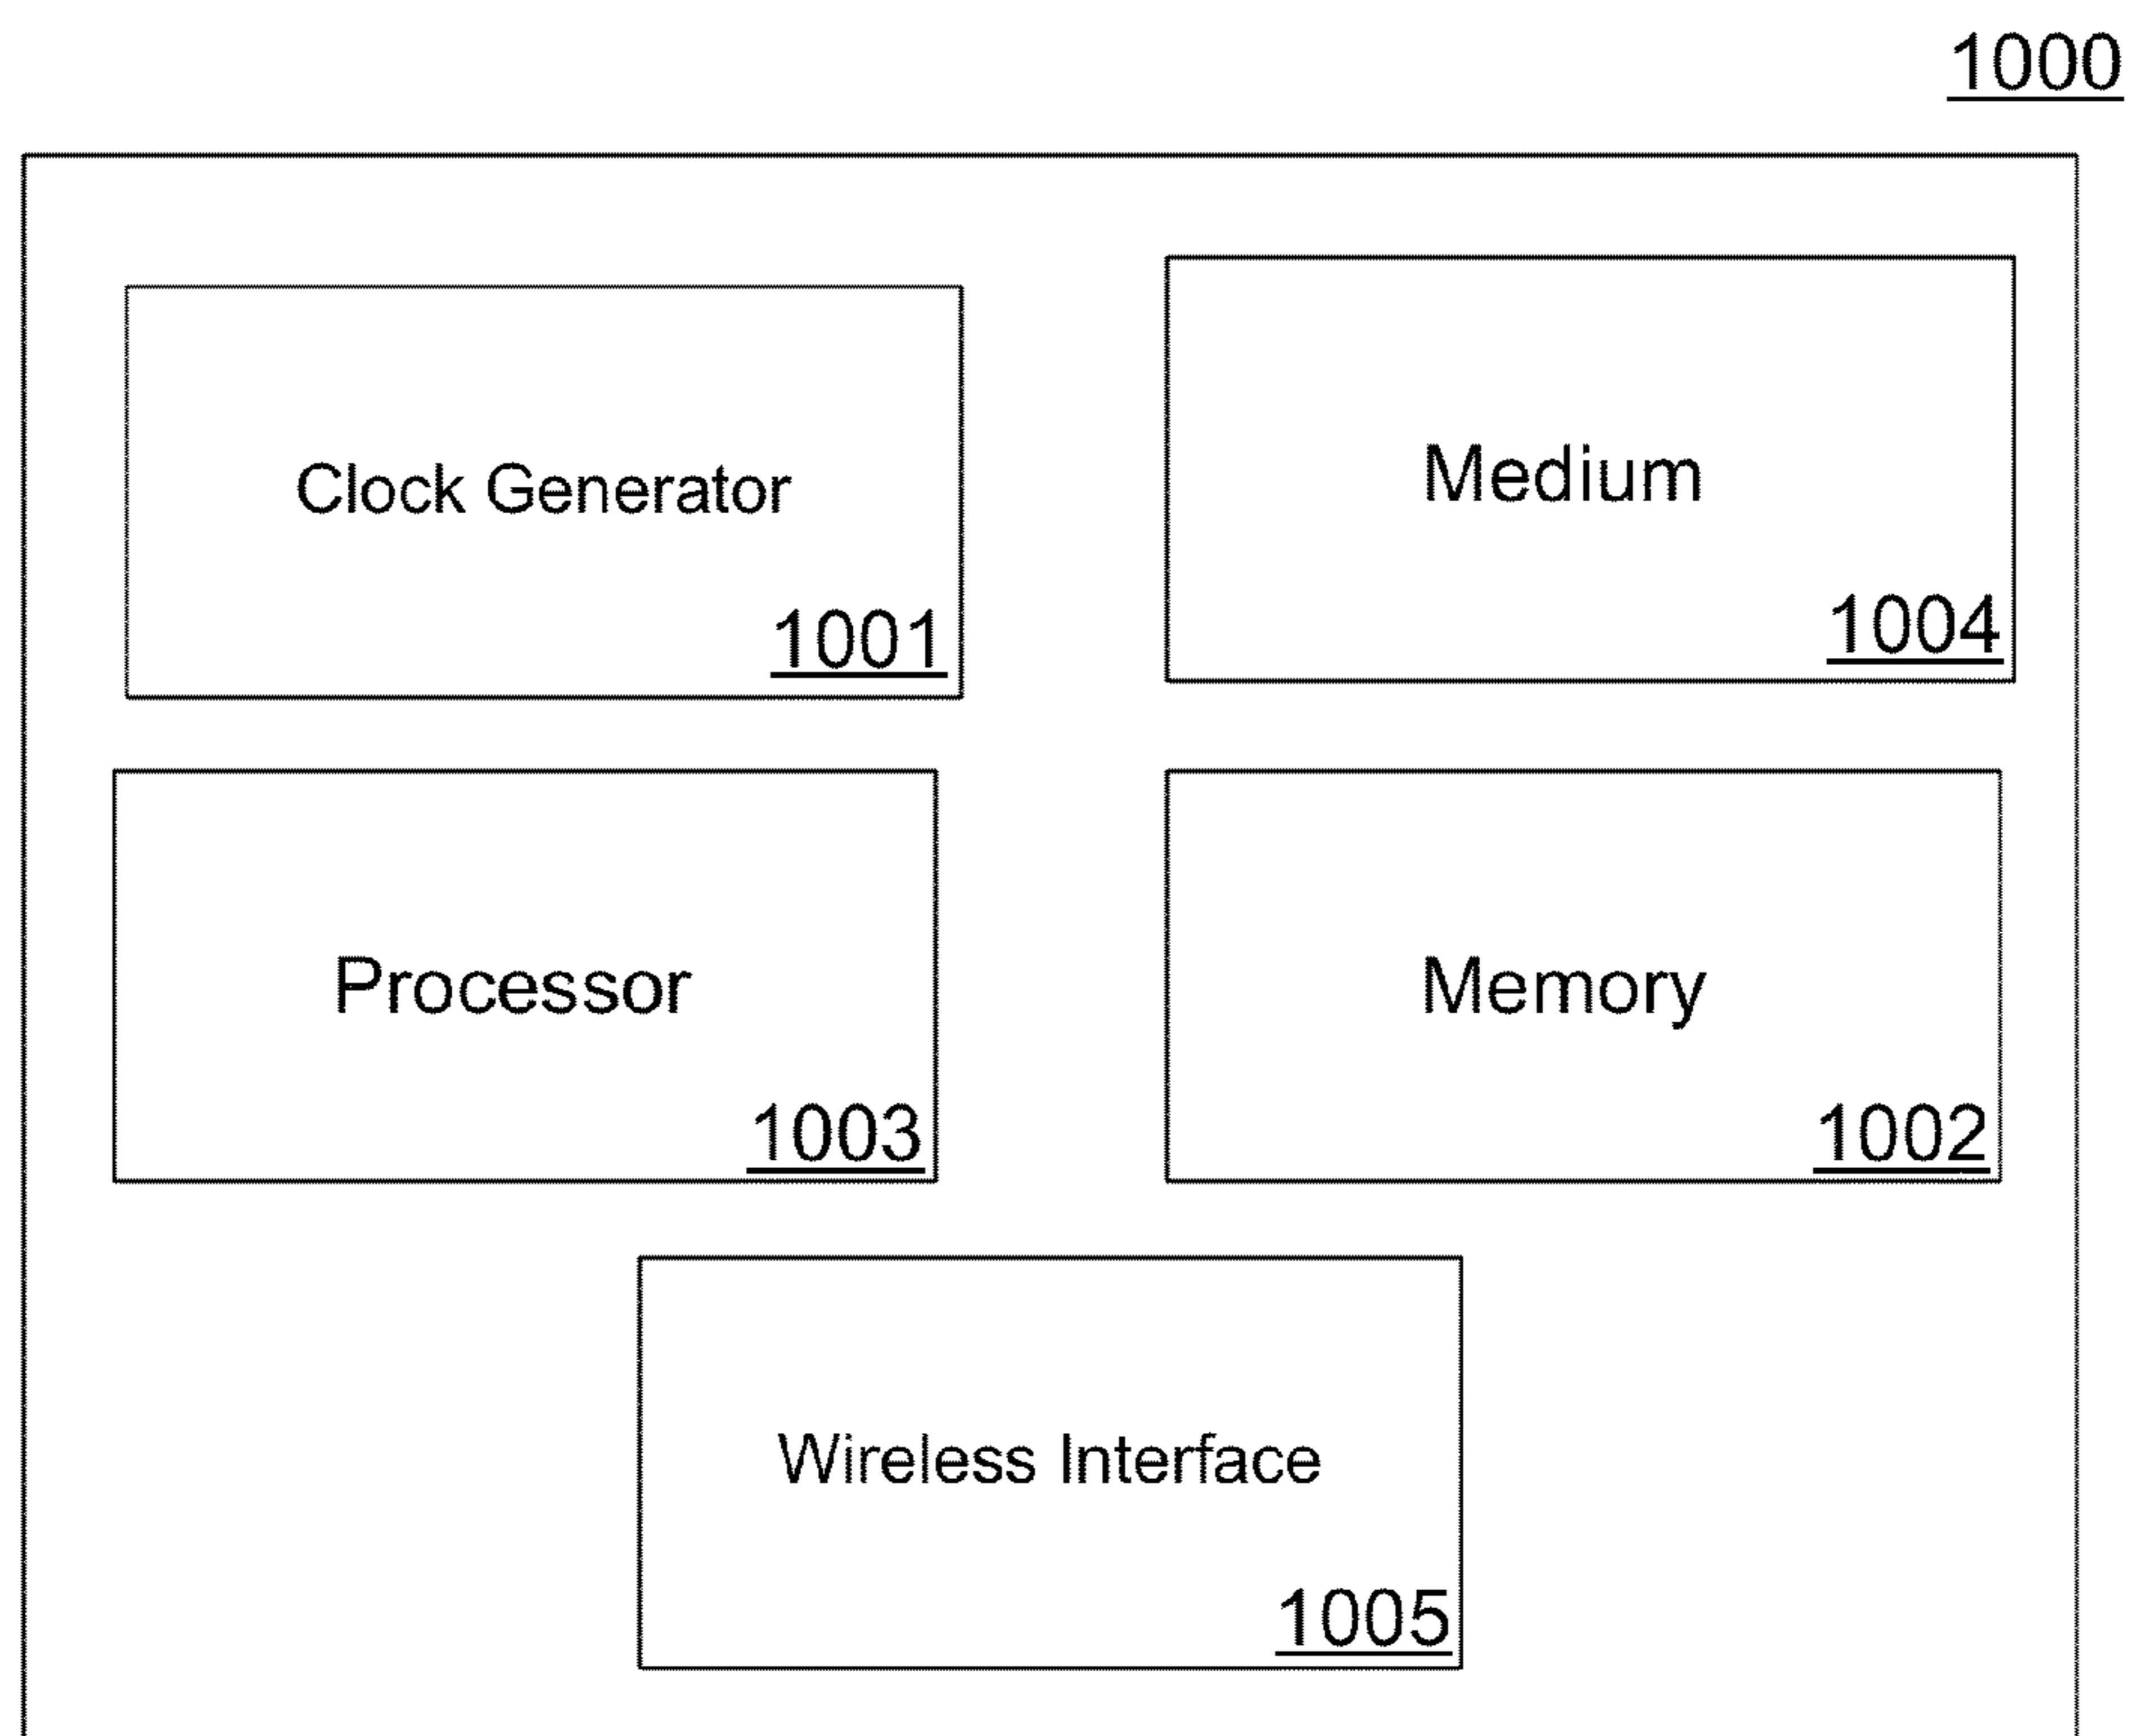 1000
Clock Generator
1001
Medium
1004
Processor
1003
Memory
1002
Wireless Interface
1005